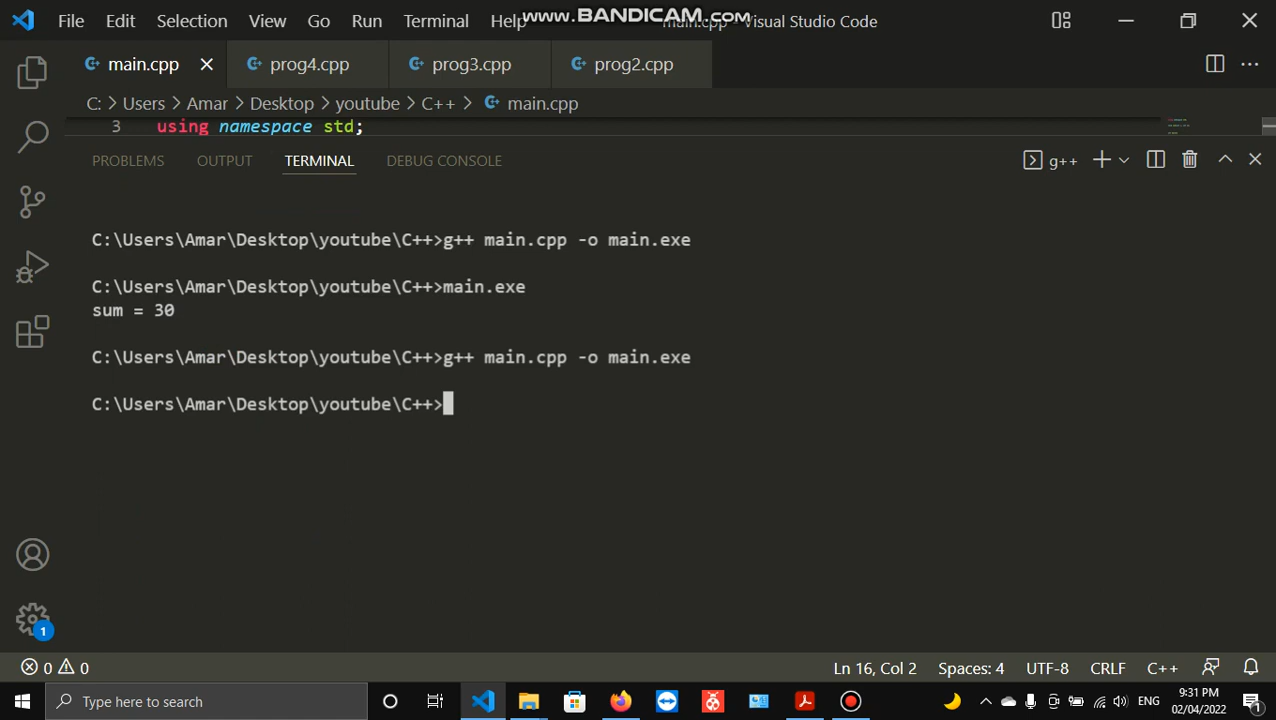 File Edit Selection View Go Run Terminal Help www.BANDICAM.com main.cpp - Visual Studio Code
main.cpp prog4.cpp prog3.cpp prog2.cpp
C: > Users > Amar > Desktop > youtube > C++ > main.cpp
3 using namespace std;
PROBLEMS OUTPUT TERMINAL DEBUG CONSOLE g++
C:\Users\Amar\Desktop\youtube\C++>g++ main.cpp -o main.exe
C:\Users\Amar\Desktop\youtube\C++>main.exe
sum = 30
C:\Users\Amar\Desktop\youtube\C++>g++ main.cpp -o main.exe
C:\Users\Amar\Desktop\youtube\C++>
1
0 0 Ln 16, Col 2 Spaces: 4 UTF-8 CRLF C++
Type here to search ENG 9:31 PM
02/04/2022 1